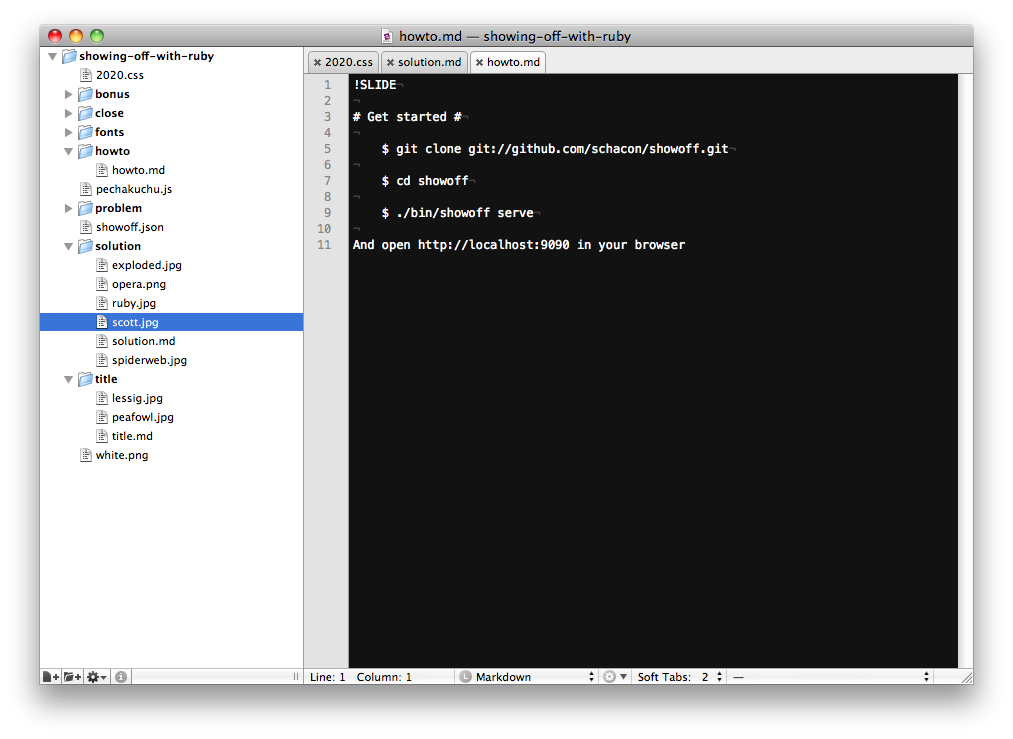 howto.md — showing-off-with-ruby
showing-off-with-ruby
2020.css
bonus
close
fonts
howto
howto.md
pechakuchu.js
problem
showoff.json
solution
exploded.jpg
opera.png
ruby.jpg
scott.jpg
solution.md
spiderweb.jpg
title
lessig.jpg
peafowl.jpg
title.md
white.png
2020.css solution.md howto.md
1 !SLIDE¬
2 ¬
3 # Get started #¬
4 ¬
5 $ git clone git://github.com/schacon/showoff.git¬
6 ¬
7 $ cd showoff¬
8 ¬
9 $ ./bin/showoff serve¬
10 ¬
11 And open http://localhost:9090 in your browser
Line: 1 Column: 1 L Markdown Soft Tabs: 2 —